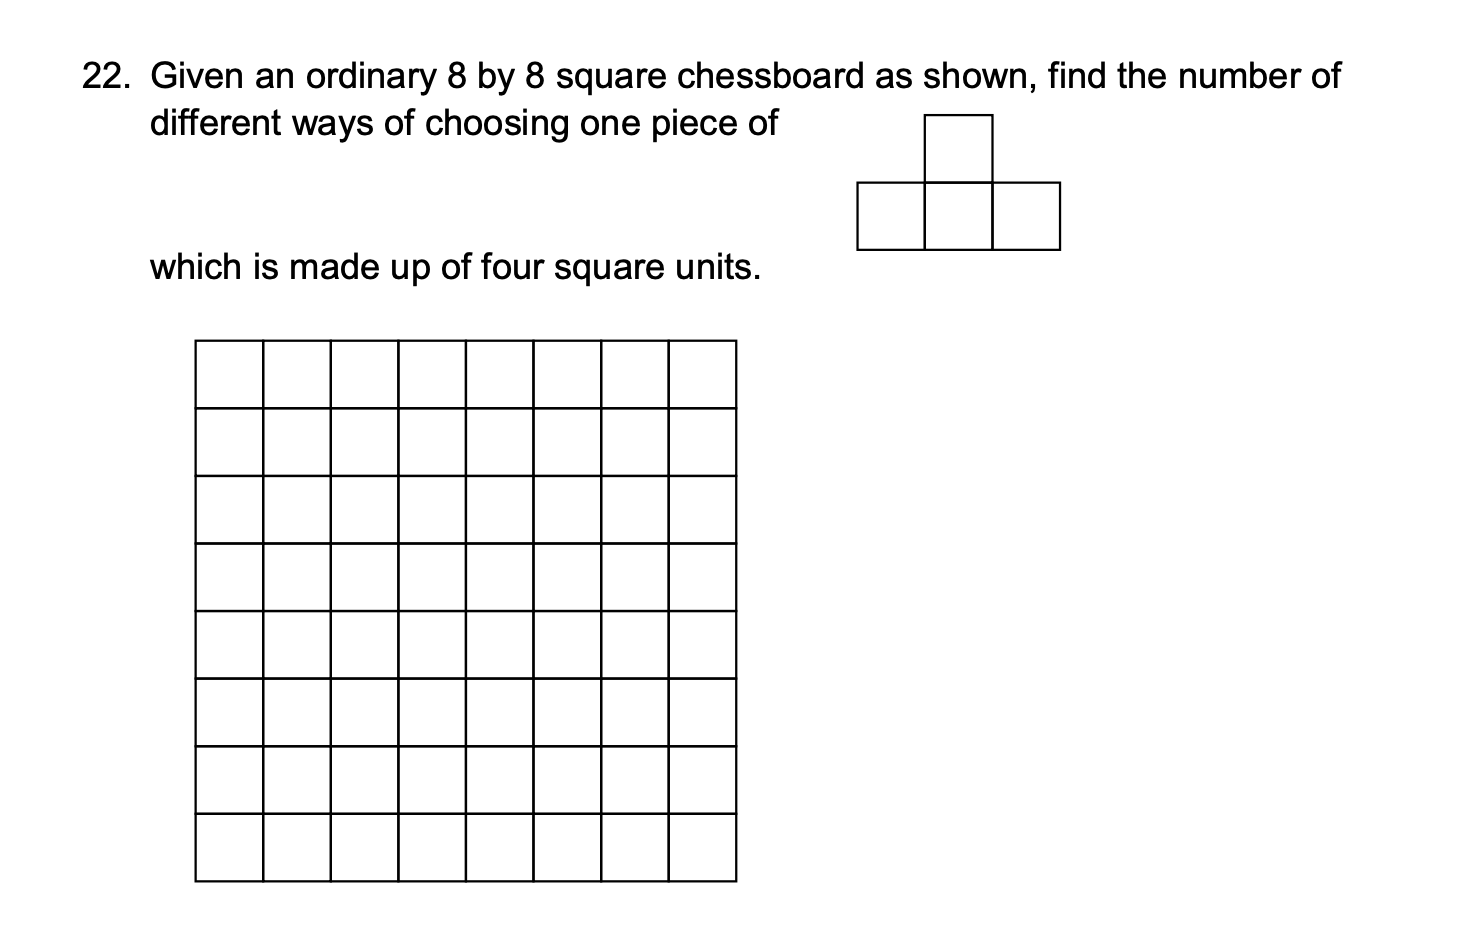 22. Given an ordinary 8 by 8 square chessboard as shown, find the number of
different ways of choosing one piece of
which is made up of four square units.